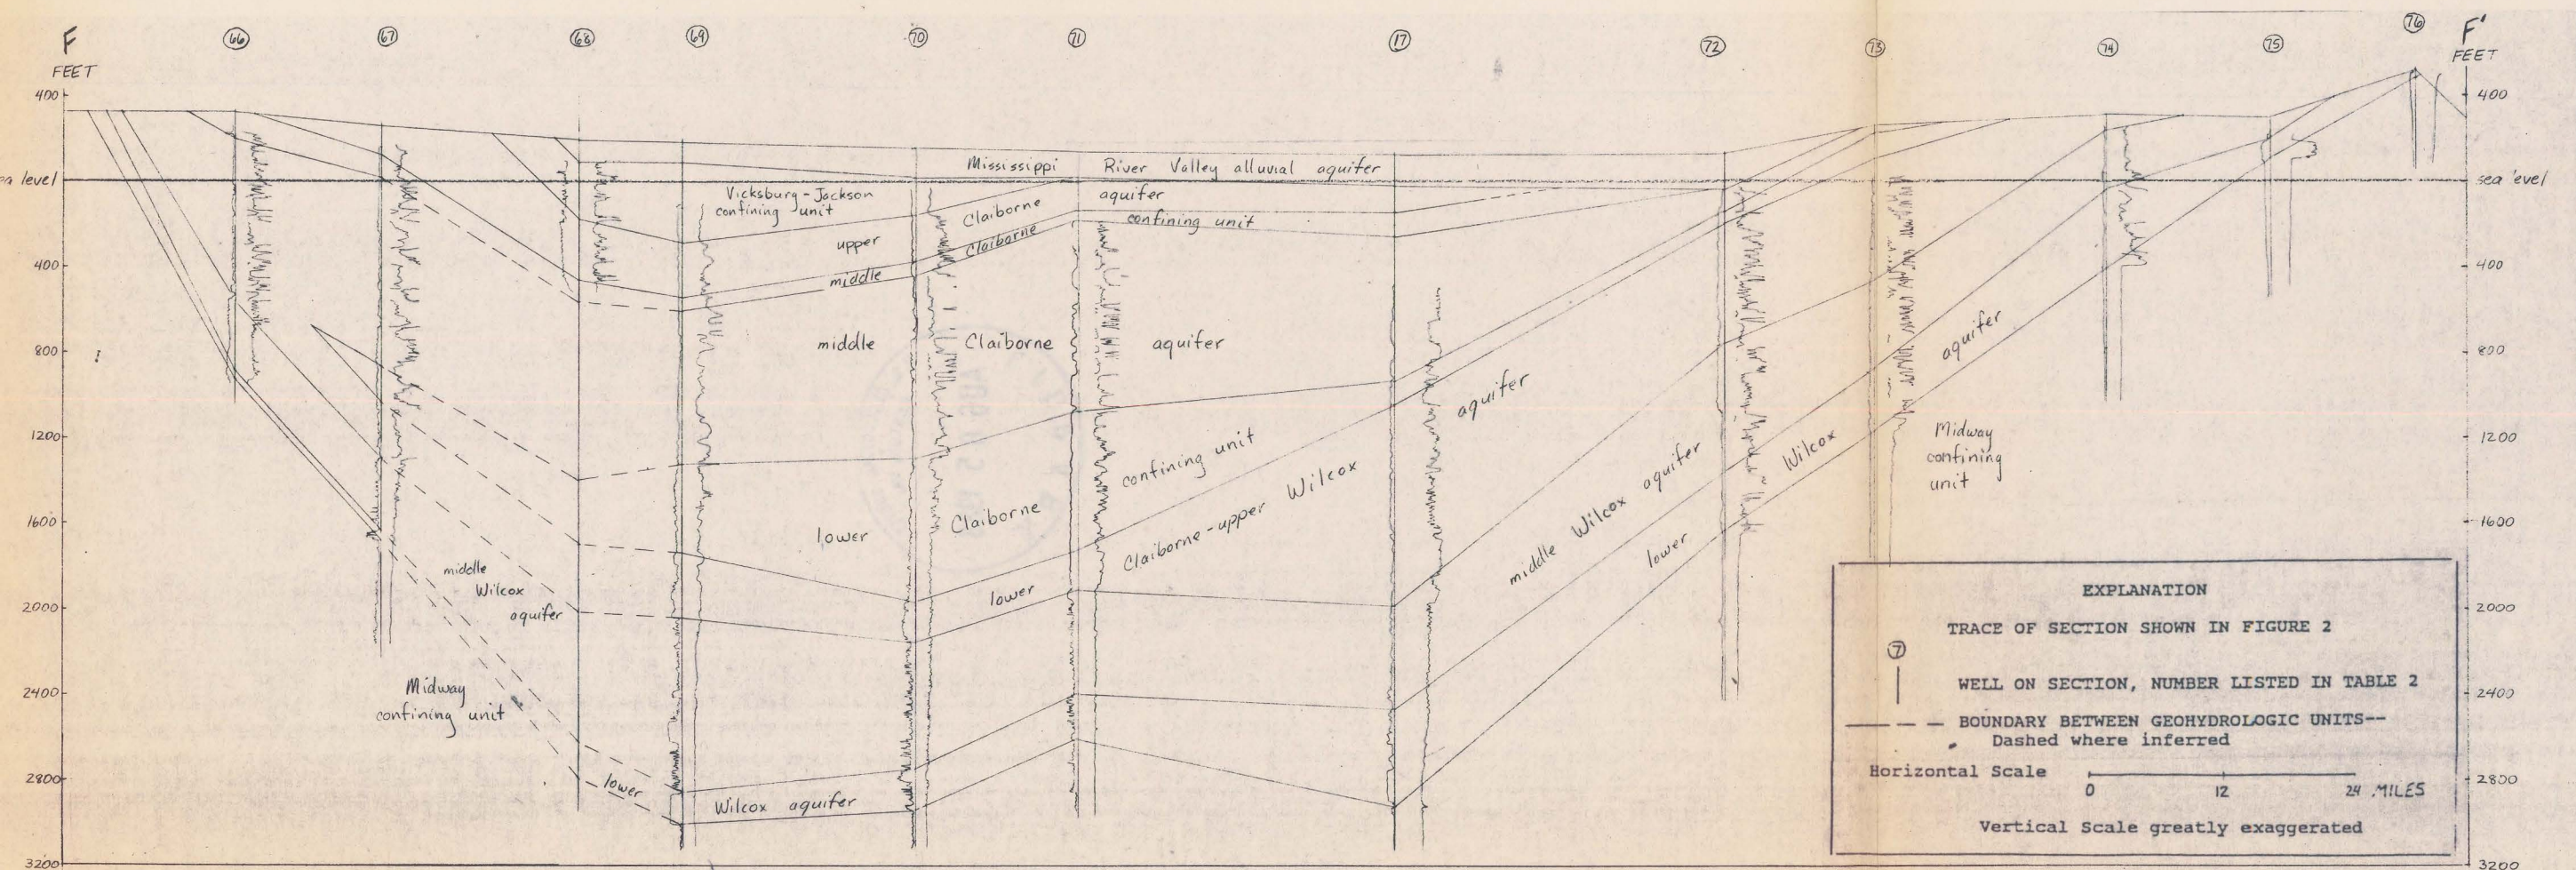 F
FEET
66
67
68
69
70
71
17
72
73
74
75
76
F'
FEET
400
sea level
400
800
1200
1600
2000
2400
2800
3200
400
sea level
400
800
1200
1600
2000
2400
2800
3200
Mississippi River Valley alluvial aquifer
Vicksburg-Jackson
confining unit
upper Claiborne aquifer
middle Claiborne confining unit
middle Claiborne aquifer
lower Claiborne confining unit
lower Claiborne-upper Wilcox aquifer
middle Wilcox aquifer
lower Wilcox aquifer
middle
Wilcox
aquifer
Midway
confining unit
lower Wilcox aquifer
Midway
confining
unit
EXPLANATION
TRACE OF SECTION SHOWN IN FIGURE 2
7
WELL ON SECTION, NUMBER LISTED IN TABLE 2
BOUNDARY BETWEEN GEOHYDROLOGIC UNITS--
Dashed where inferred
Horizontal Scale
0 12 24 MILES
Vertical Scale greatly exaggerated